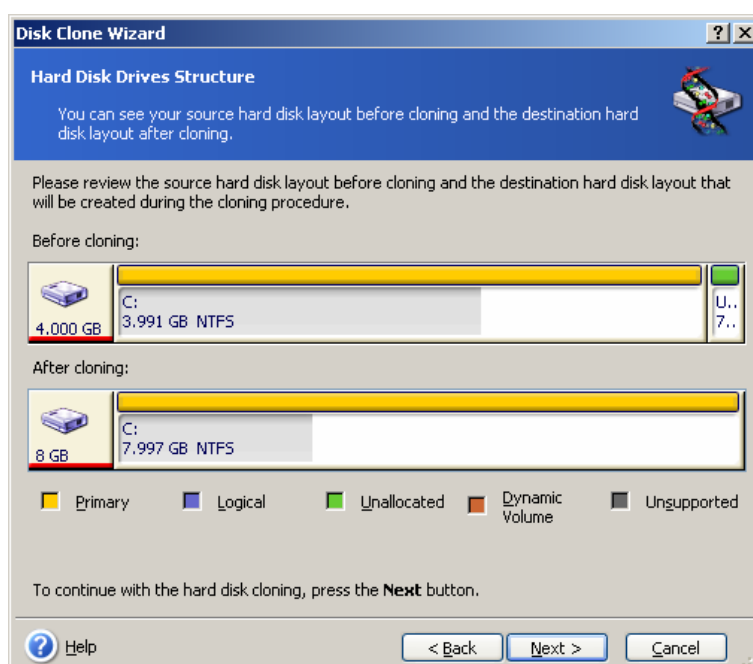 Disk Clone Wizard
Hard Disk Drives Structure
You can see your source hard disk layout before cloning and the destination hard
disk layout after cloning.
Please review the source hard disk layout before cloning and the destination hard disk layout that
will be created during the cloning procedure.
Before cloning:
4.000 GB
C:
3.991 GB NTFS
U..
7..
After cloning:
8 GB
C:
7.997 GB NTFS
Primary Logical Unallocated Dynamic Volume Unsupported
To continue with the hard disk cloning, press the Next button.
Help < Back Next > Cancel